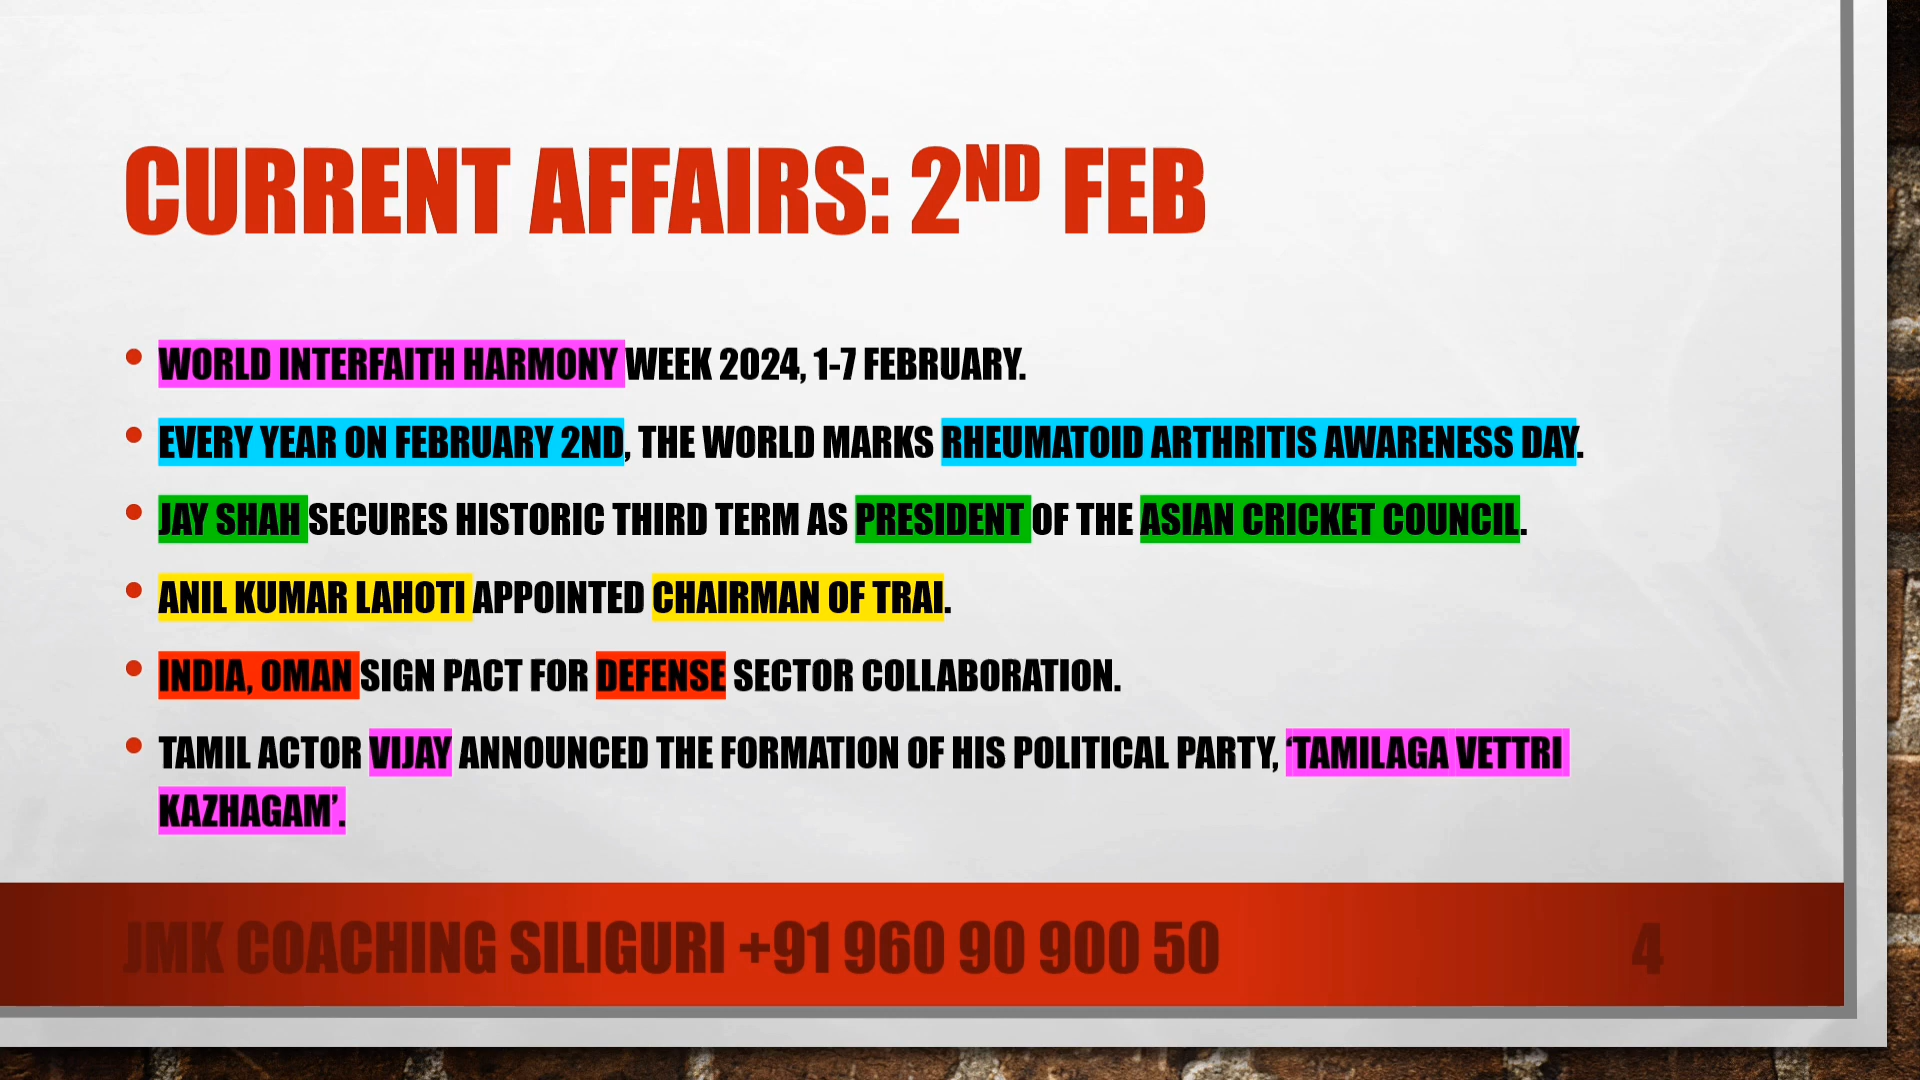 CURRENT AFFAIRS: 2ND FEB
• WORLD INTERFAITH HARMONY WEEK 2024, 1-7 FEBRUARY.
• EVERY YEAR ON FEBRUARY 2ND, THE WORLD MARKS RHEUMATOID ARTHRITIS AWARENESS DAY.
• JAY SHAH SECURES HISTORIC THIRD TERM AS PRESIDENT OF THE ASIAN CRICKET COUNCIL.
• ANIL KUMAR LAHOTI APPOINTED CHAIRMAN OF TRAI.
• INDIA, OMAN SIGN PACT FOR DEFENSE SECTOR COLLABORATION.
• TAMIL ACTOR VIJAY ANNOUNCED THE FORMATION OF HIS POLITICAL PARTY, ‘TAMILAGA VETTRI
KAZHAGAM’.
JMK COACHING SILIGURI +91 960 90 900 50
4